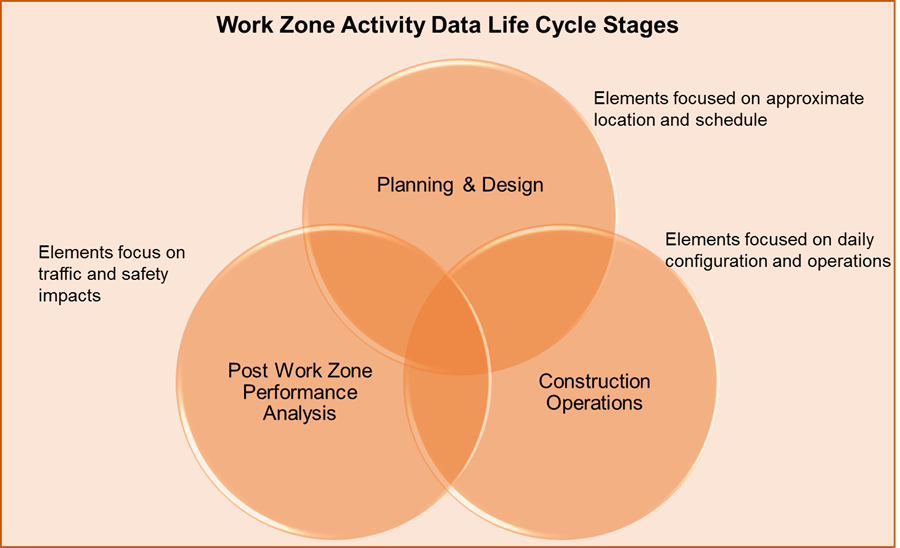 Work Zone Activity Data Life Cycle Stages
Elements focused on approximate
location and schedule
Planning & Design
Elements focused on daily
configuration and operations
Elements focus on
traffic and safety
impacts
Post Work Zone
Performance
Analysis
Construction
Operations